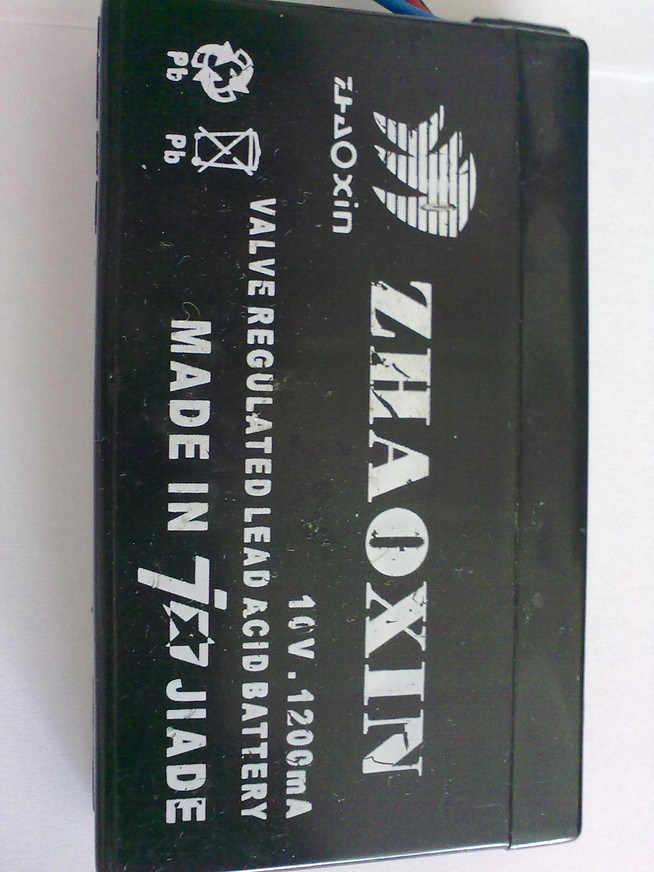 ZHAOXIN
ZHAOXIN
10V . 1200mA
VALVE REGULATED LEAD ACID BATTERY
Pb
Pb
MADE IN JIADE